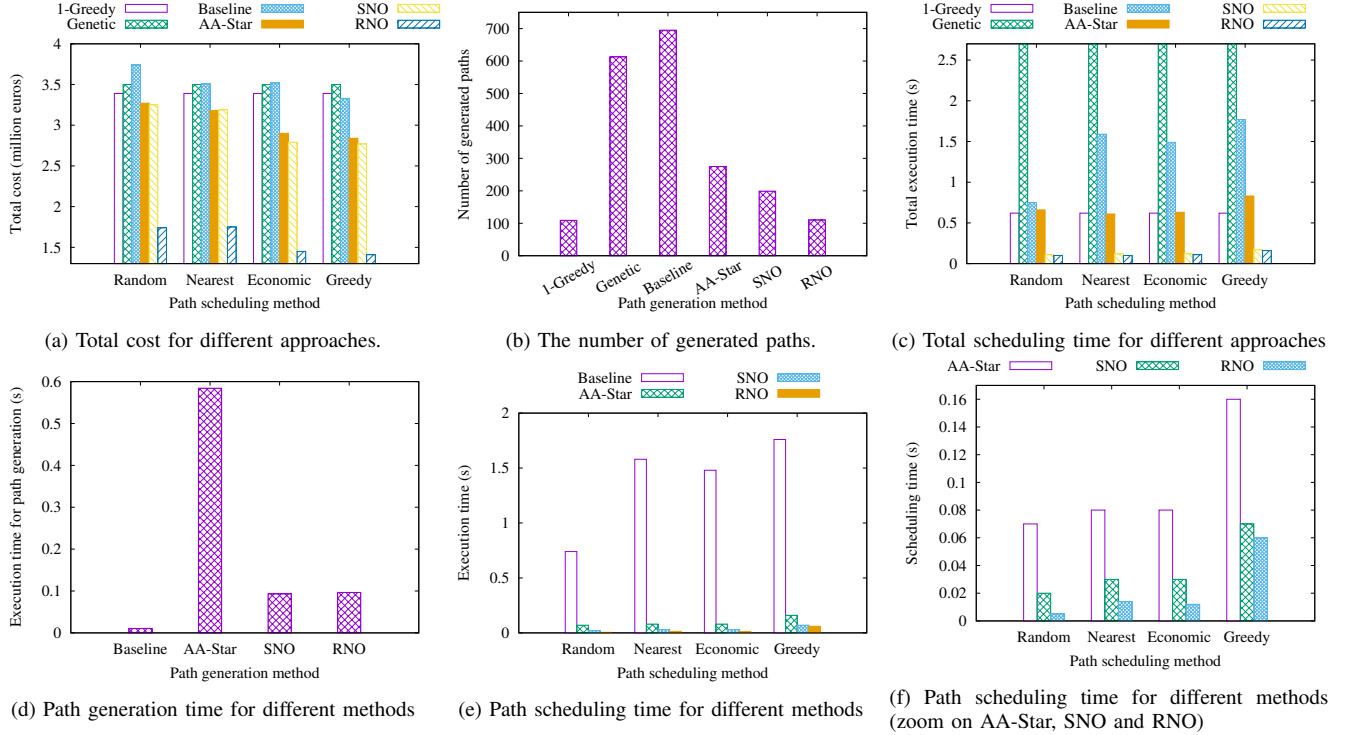 1-Greedy Baseline SNO
Genetic AA-Star RNO
Total cost (million euros)
4
3.5
3
2.5
2
1.5
Random Nearest Economic Greedy
Path scheduling method
(a) Total cost for different approaches.
Number of generated paths
700
600
500
400
300
200
100
0
1-Greedy Genetic Baseline AA-Star SNO RNO
Path generation method
(b) The number of generated paths.
1-Greedy Baseline SNO
Genetic AA-Star RNO
Total execution time (s)
2.5
2
1.5
1
0.5
0
Random Nearest Economic Greedy
Path scheduling method
(c) Total scheduling time for different approaches
Execution time for path generation (s)
0.6
0.5
0.4
0.3
0.2
0.1
0
Baseline AA-Star SNO RNO
Path generation method
(d) Path generation time for different methods
Baseline SNO
AA-Star RNO
Execution time (s)
2
1.5
1
0.5
0
Random Nearest Economic Greedy
Path scheduling method
(e) Path scheduling time for different methods
AA-Star SNO RNO
Scheduling time (s)
0.16
0.14
0.12
0.1
0.08
0.06
0.04
0.02
0
Random Nearest Economic Greedy
Path scheduling method
(f) Path scheduling time for different methods
(zoom on AA-Star, SNO and RNO)